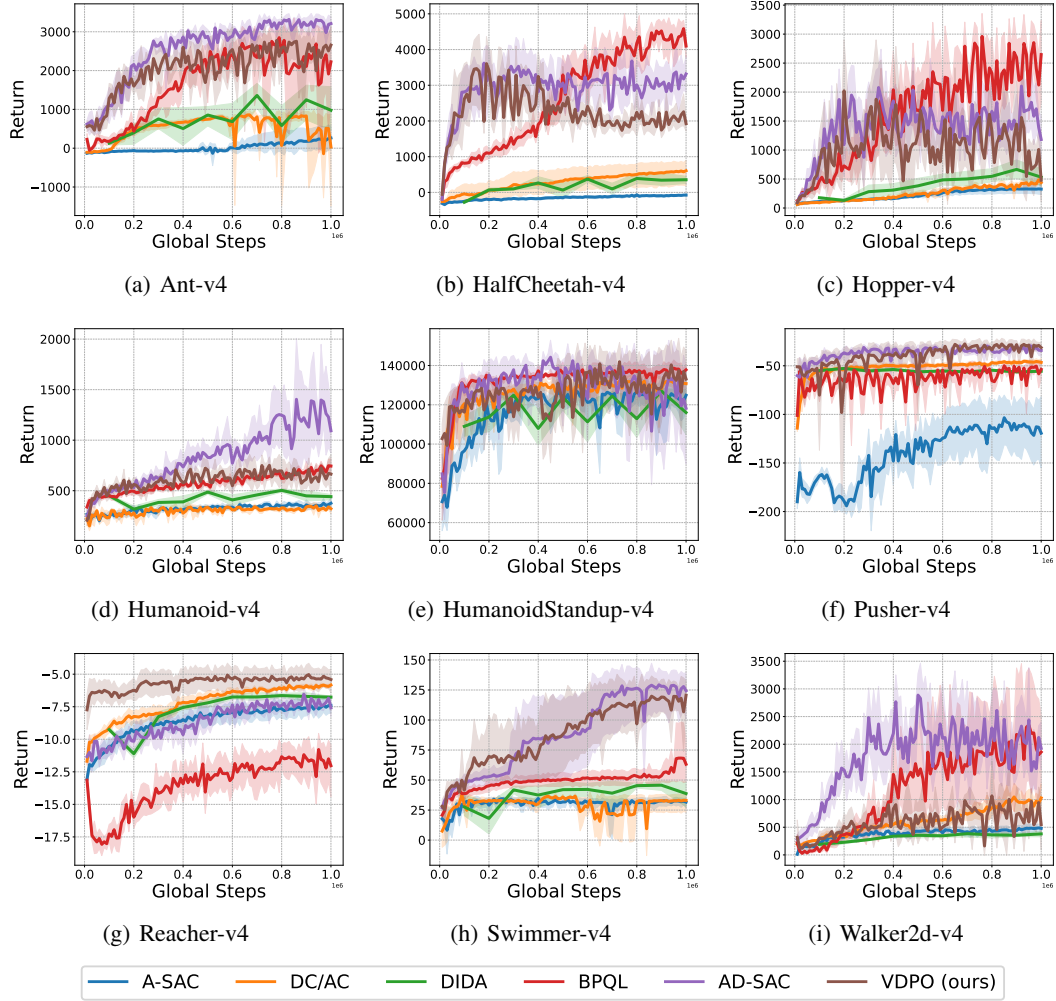 3000
2000
1000
0
−1000
Return
0.0 0.2 0.4 0.6 0.8 1.0
1e6
Global Steps
(a) Ant-v4
5000
4000
3000
2000
1000
0
Return
0.0 0.2 0.4 0.6 0.8 1.0
1e6
Global Steps
(b) HalfCheetah-v4
3500
3000
2500
2000
1500
1000
500
0
Return
0.0 0.2 0.4 0.6 0.8 1.0
1e6
Global Steps
(c) Hopper-v4
2000
1500
1000
500
Return
0.0 0.2 0.4 0.6 0.8 1.0
1e6
Global Steps
(d) Humanoid-v4
140000
120000
100000
80000
60000
Return
0.0 0.2 0.4 0.6 0.8 1.0
1e6
Global Steps
(e) HumanoidStandup-v4
−50
−100
−150
−200
Return
0.0 0.2 0.4 0.6 0.8 1.0
1e6
Global Steps
(f) Pusher-v4
−5.0
−7.5
−10.0
−12.5
−15.0
−17.5
Return
0.0 0.2 0.4 0.6 0.8 1.0
1e6
Global Steps
(g) Reacher-v4
150
125
100
75
50
25
0
Return
0.0 0.2 0.4 0.6 0.8 1.0
1e6
Global Steps
(h) Swimmer-v4
3500
3000
2500
2000
1500
1000
500
0
Return
0.0 0.2 0.4 0.6 0.8 1.0
1e6
Global Steps
(i) Walker2d-v4
A-SAC DC/AC DIDA BPQL AD-SAC VDPO (ours)